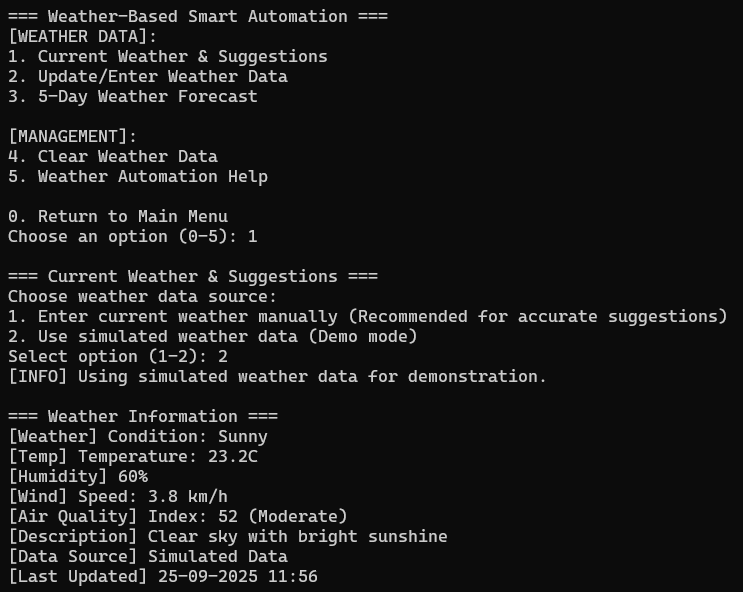 === Weather-Based Smart Automation ===
[WEATHER DATA]:
1. Current Weather & Suggestions
2. Update/Enter Weather Data
3. 5-Day Weather Forecast
[MANAGEMENT]:
4. Clear Weather Data
5. Weather Automation Help
0. Return to Main Menu
Choose an option (0-5): 1
=== Current Weather & Suggestions ===
Choose weather data source:
1. Enter current weather manually (Recommended for accurate suggestions)
2. Use simulated weather data (Demo mode)
Select option (1-2): 2
[INFO] Using simulated weather data for demonstration.
=== Weather Information ===
[Weather] Condition: Sunny
[Temp] Temperature: 23.2C
[Humidity] 60%
[Wind] Speed: 3.8 km/h
[Air Quality] Index: 52 (Moderate)
[Description] Clear sky with bright sunshine
[Data Source] Simulated Data
[Last Updated] 25-09-2025 11:56